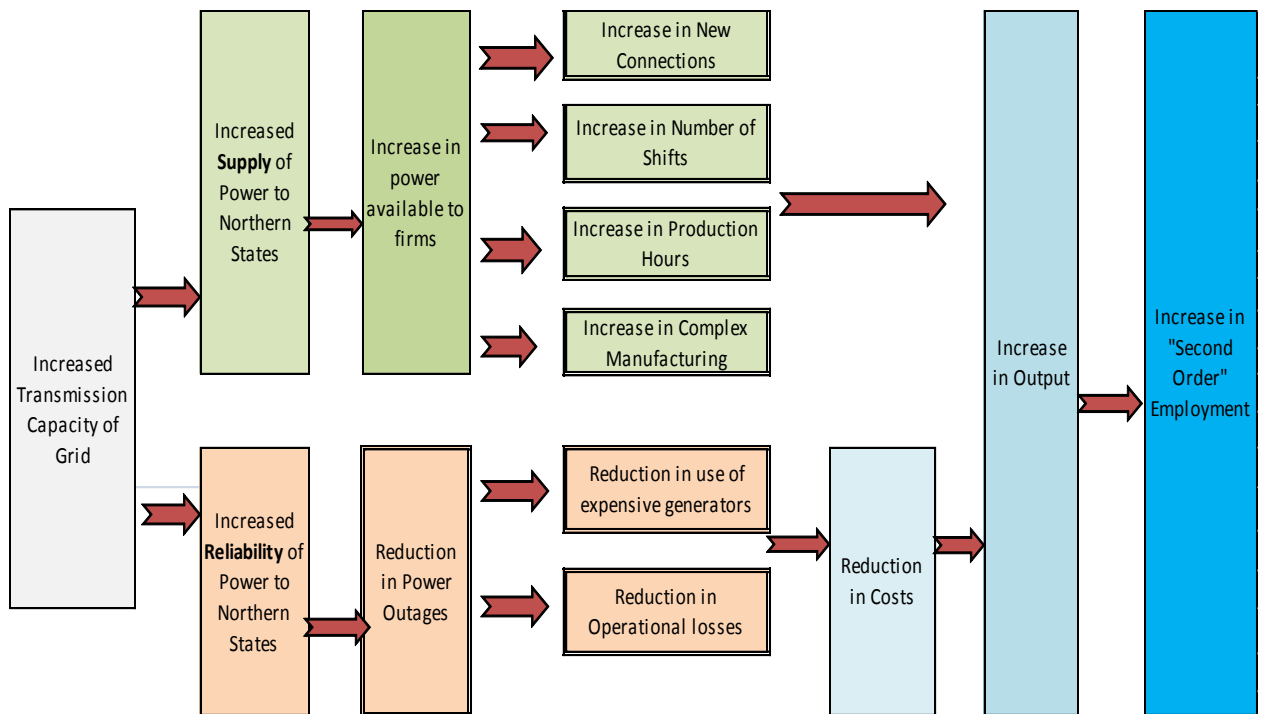 Increased
Transmission
Capacity of
Grid
Increased
Supply of
Power to
Northern
States
Increase in
power
available to
firms
Increase in New
Connections
Increase in Number of
Shifts
Increase in Production
Hours
Increase in Complex
Manufacturing
Increased
Reliability of
Power to
Northern
States
Reduction
in Power
Outages
Reduction in use of
expensive generators
Reduction in
Operational losses
Reduction
in Costs
Increase
in Output
Increase in
"Second
Order"
Employment